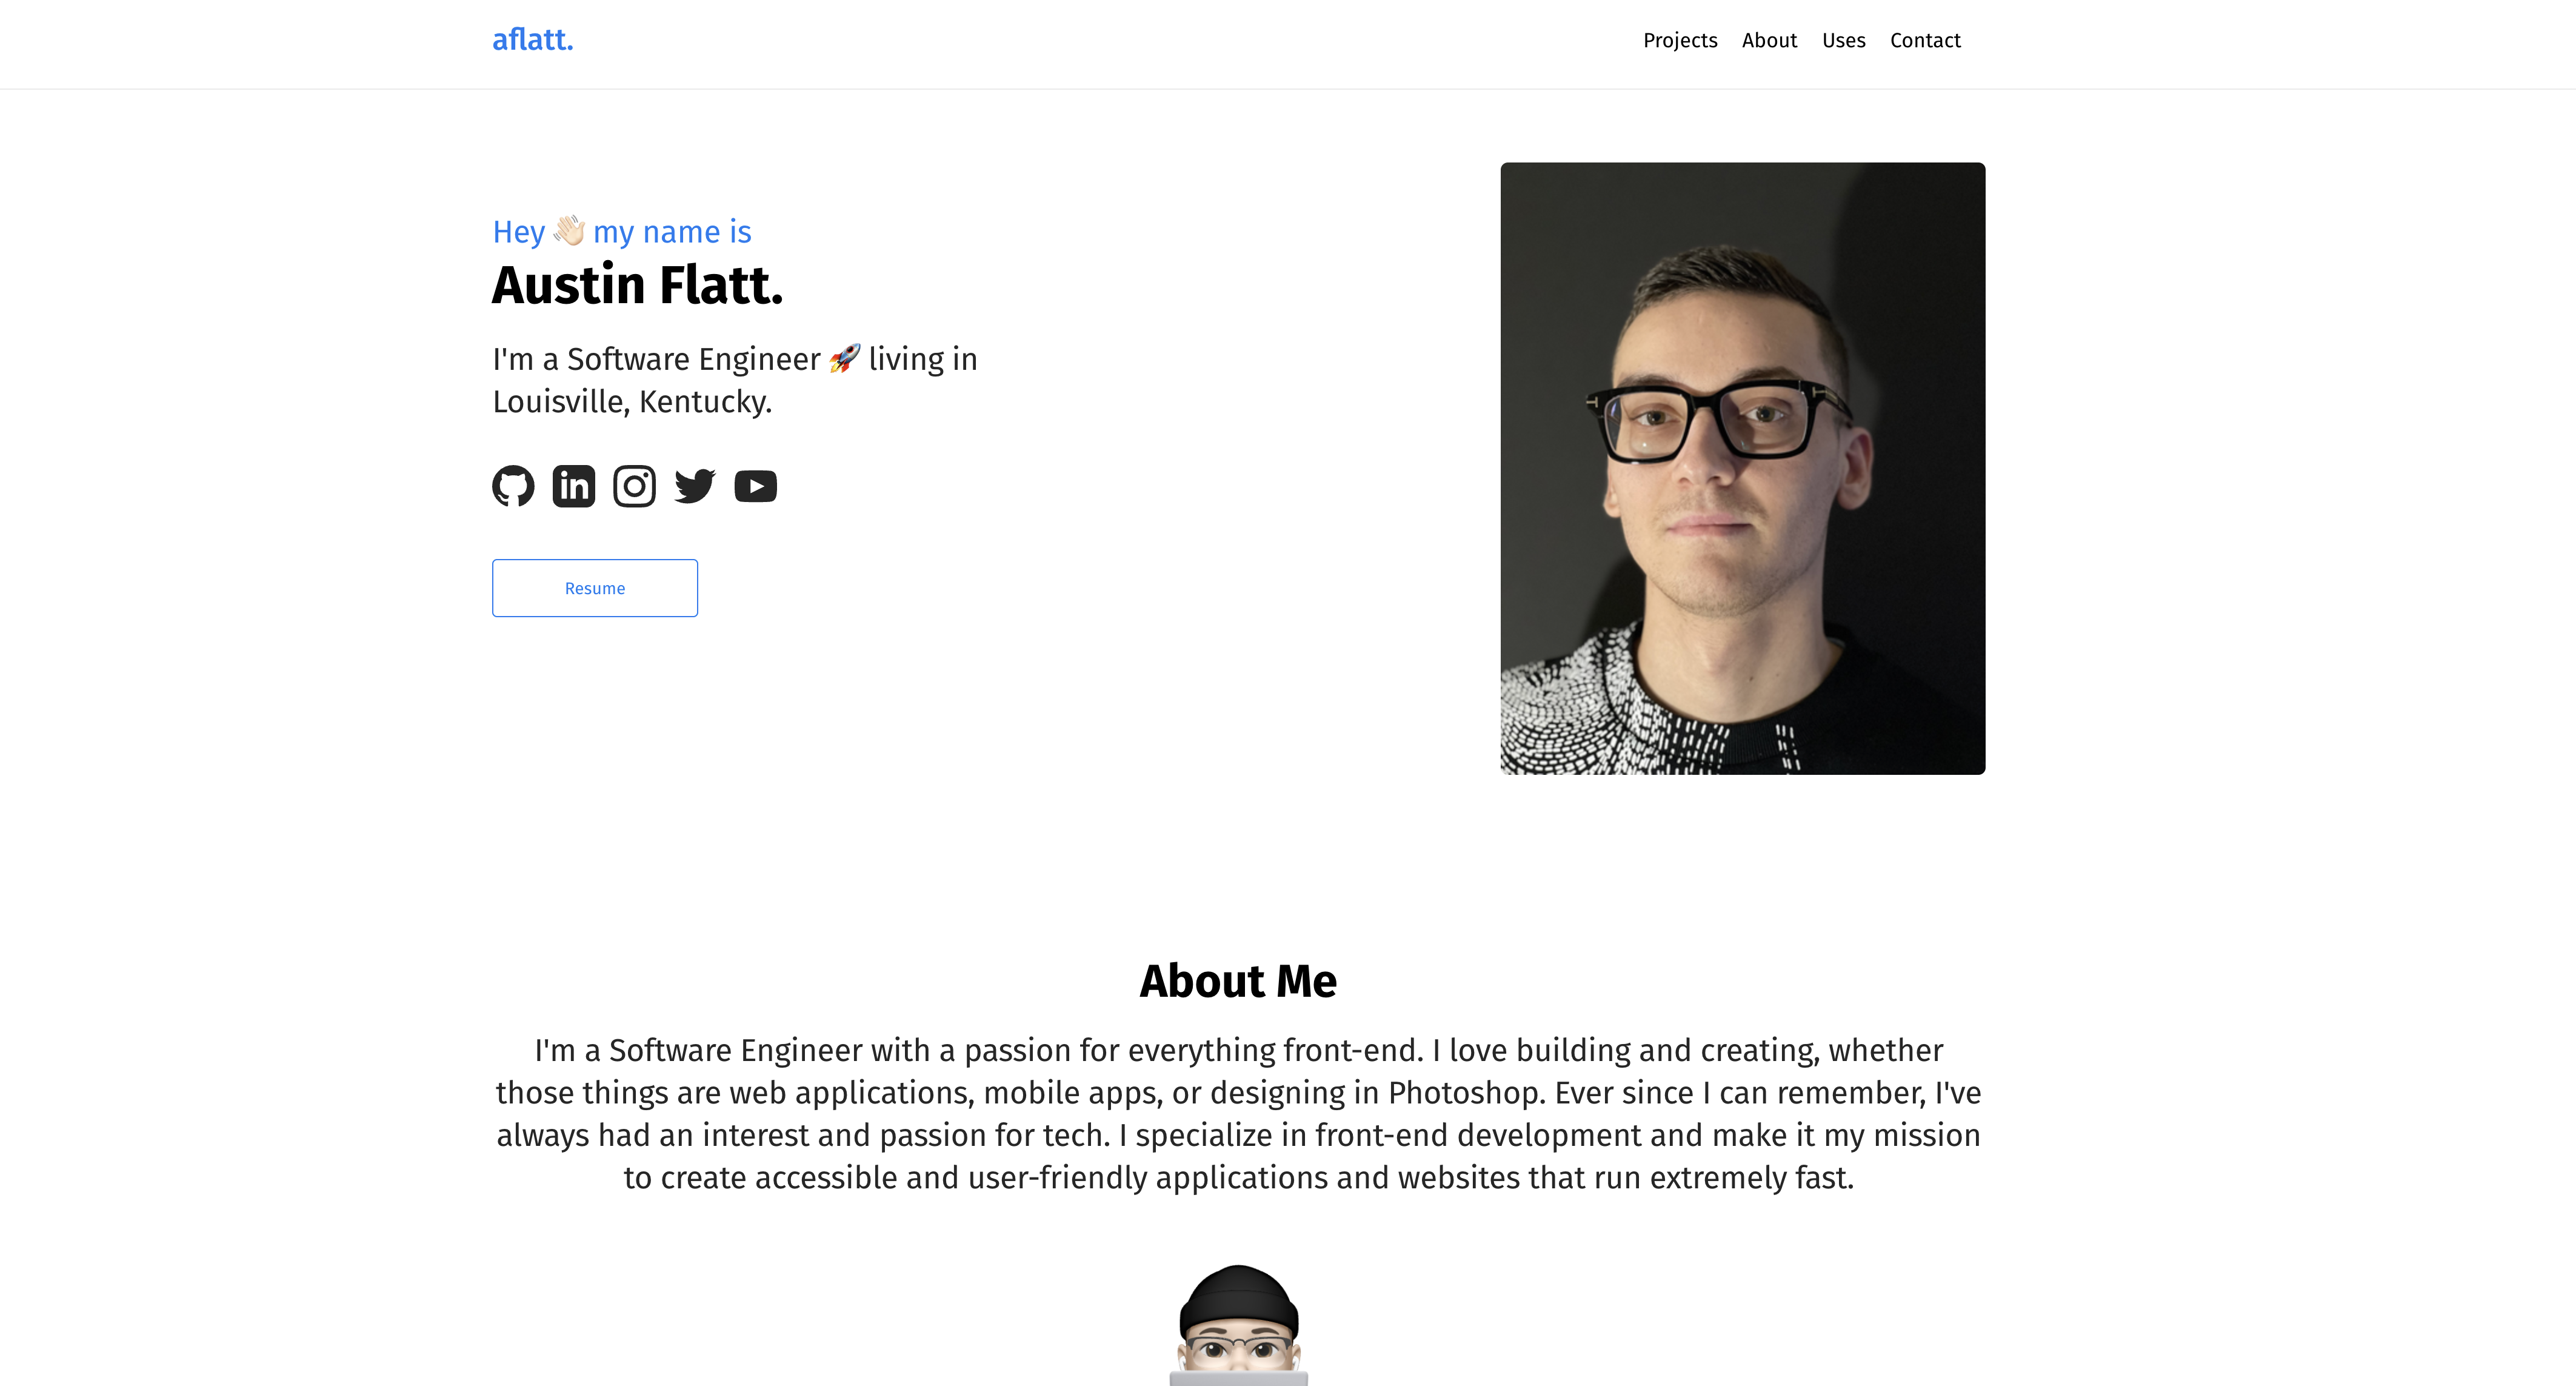 aflatt.
Projects About Uses Contact
Hey 👋🏻 my name is
Austin Flatt.
I'm a Software Engineer 🚀 living in
Louisville, Kentucky.
in
Resume
About Me
I'm a Software Engineer with a passion for everything front-end. I love building and creating, whether
those things are web applications, mobile apps, or designing in Photoshop. Ever since I can remember, I've
always had an interest and passion for tech. I specialize in front-end development and make it my mission
to create accessible and user-friendly applications and websites that run extremely fast.